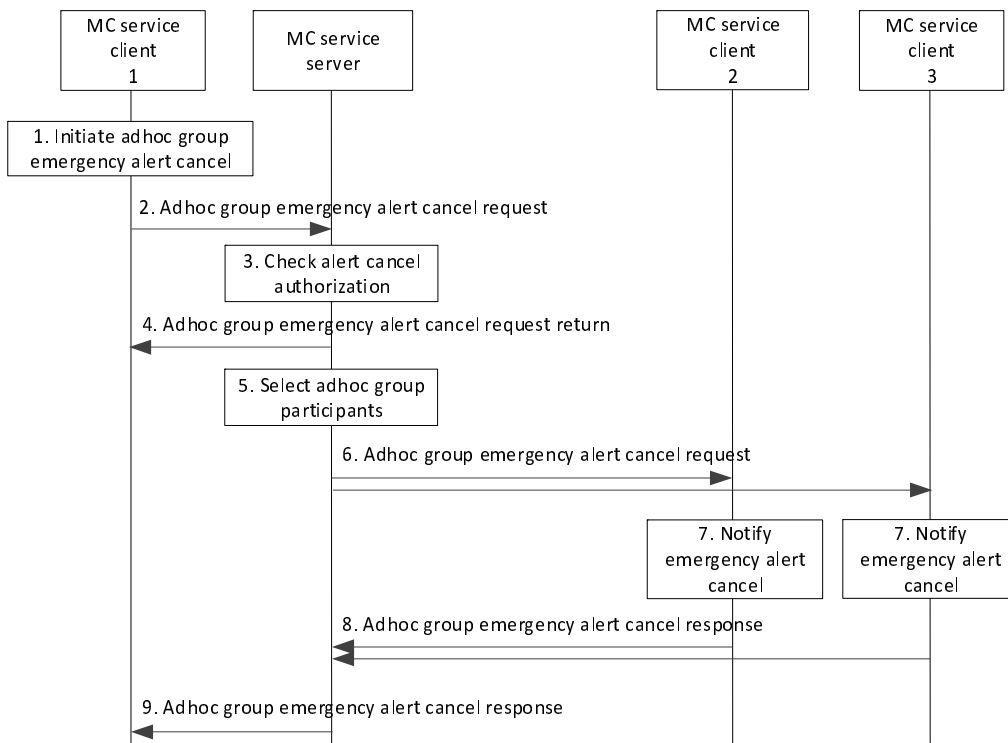 MC service
client
1
MC service
server
MC service
client
2
MC service
client
3
1. Initiate adhoc group
emergency alert cancel
2. Adhoc group emergency alert cancel request
3. Check alert cancel
authorization
4. Adhoc group emergency alert cancel request return
5. Select adhoc group
participants
6. Adhoc group emergency alert cancel request
7. Notify
emergency alert
cancel
7. Notify
emergency alert
cancel
8. Adhoc group emergency alert cancel response
9. Adhoc group emergency alert cancel response